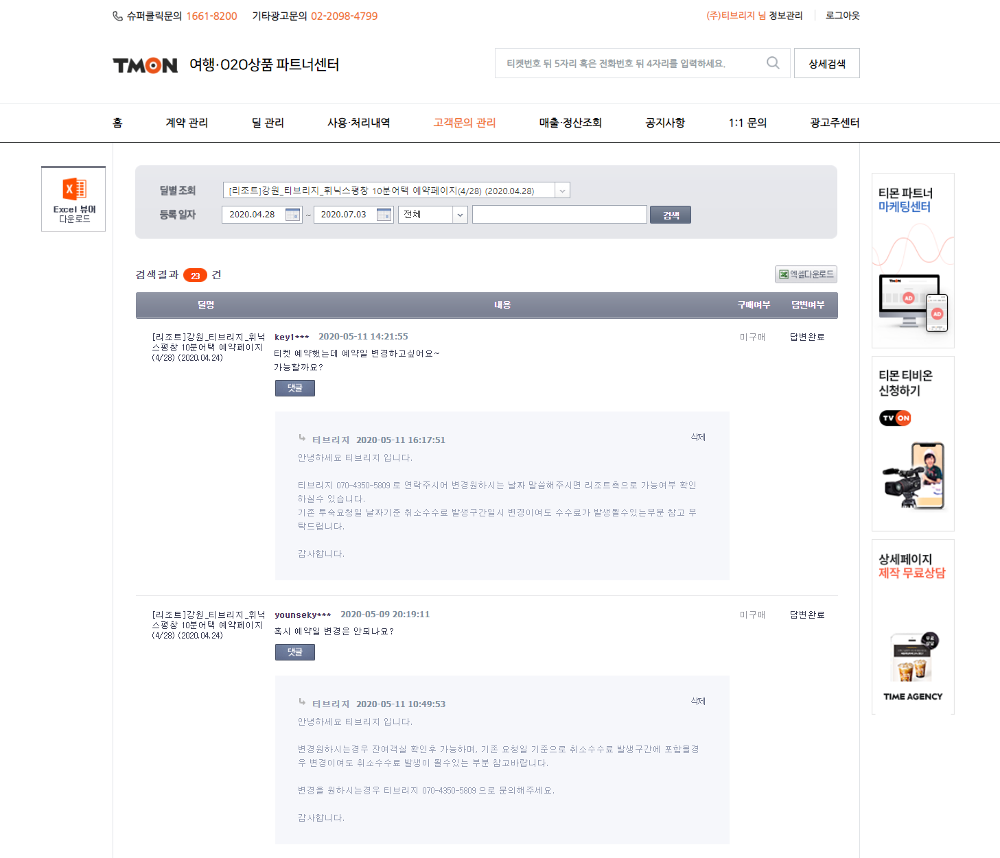 슈퍼클릭문의 1661-8200 기타광고문의 02-2098-4799
(주)티브리지 님 정보관리 로그아웃
TMON 여행·O2O상품 파트너센터
티켓번호 뒤 5자리 혹은 전화번호 뒤 4자리를 입력하세요.
상세검색
홈 계약 관리 딜 관리 사용·처리내역 고객문의 관리 매출·정산조회 공지사항 1:1 문의 광고주센터
Excel 뷰어
다운로드
딜별 조회 [리조트]강원_티브리지_휘닉스평창 10분어택 예약페이지(4/28) (2020.04.28)
등록 일자 2020.04.28 ~ 2020.07.03 전체 검색
검색결과 23 건
엑셀다운로드
딜명 내용 구매여부 답변여부
[리조트]강원_티브리지_휘닉
스평창 10분어택 예약페이지
(4/28) (2020.04.24)
key1*** 2020-05-11 14:21:55
티켓 예약했는데 예약일 변경하고싶어요~
가능할까요?
댓글
미구매 답변완료
티브리지 2020-05-11 16:17:51
삭제
안녕하세요 티브리지 입니다.
티브리지 070-4350-5809 로 연락주시어 변경원하시는 날짜 말씀해주시면 리조트측으로 가능여부 확인
하실수 있습니다.
기존 투숙요청일 날짜기준 취소수수료 발생구간일시 변경이여도 수수료가 발생될수있는부분 참고 부
탁드립니다.
감사합니다.
[리조트]강원_티브리지_휘닉
스평창 10분어택 예약페이지
(4/28) (2020.04.24)
younseky*** 2020-05-09 20:19:11
혹시 예약일 변경은 안되나요?
댓글
미구매 답변완료
티브리지 2020-05-11 10:49:53
삭제
안녕하세요 티브리지 입니다.
변경원하시는경우 잔여객실 확인후 가능하며, 기존 요청일 기준으로 취소수수료 발생구간에 포함될경
우 변경이여도 취소수수료 발생이 될수있는 부분 참고바랍니다.
변경을 원하시는경우 티브리지 070-4350-5809 으로 문의해주세요.
감사합니다.
티몬 파트너
마케팅센터
TMON
AD
AD
티몬 티비온
신청하기
TV ON
상세페이지
제작 무료상담
무료
상담
TIME AGENCY